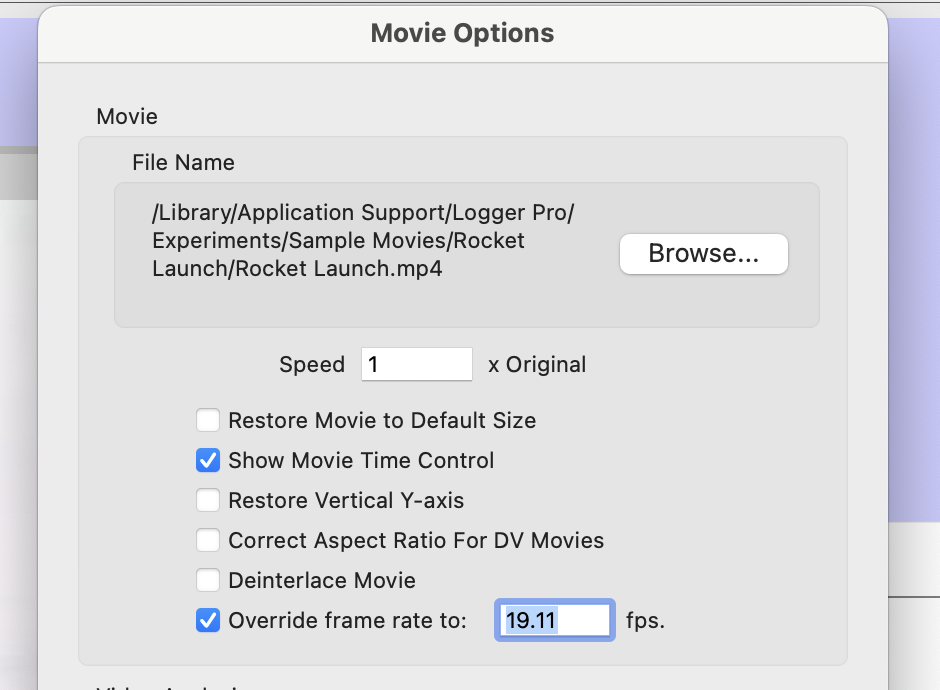 Movie Options
Movie
File Name
/Library/Application Support/Logger Pro/
Experiments/Sample Movies/Rocket
Launch/Rocket Launch.mp4
Browse...
Speed 1 x Original
Restore Movie to Default Size
Show Movie Time Control
Restore Vertical Y-axis
Correct Aspect Ratio For DV Movies
Deinterlace Movie
Override frame rate to: 19.11 fps.